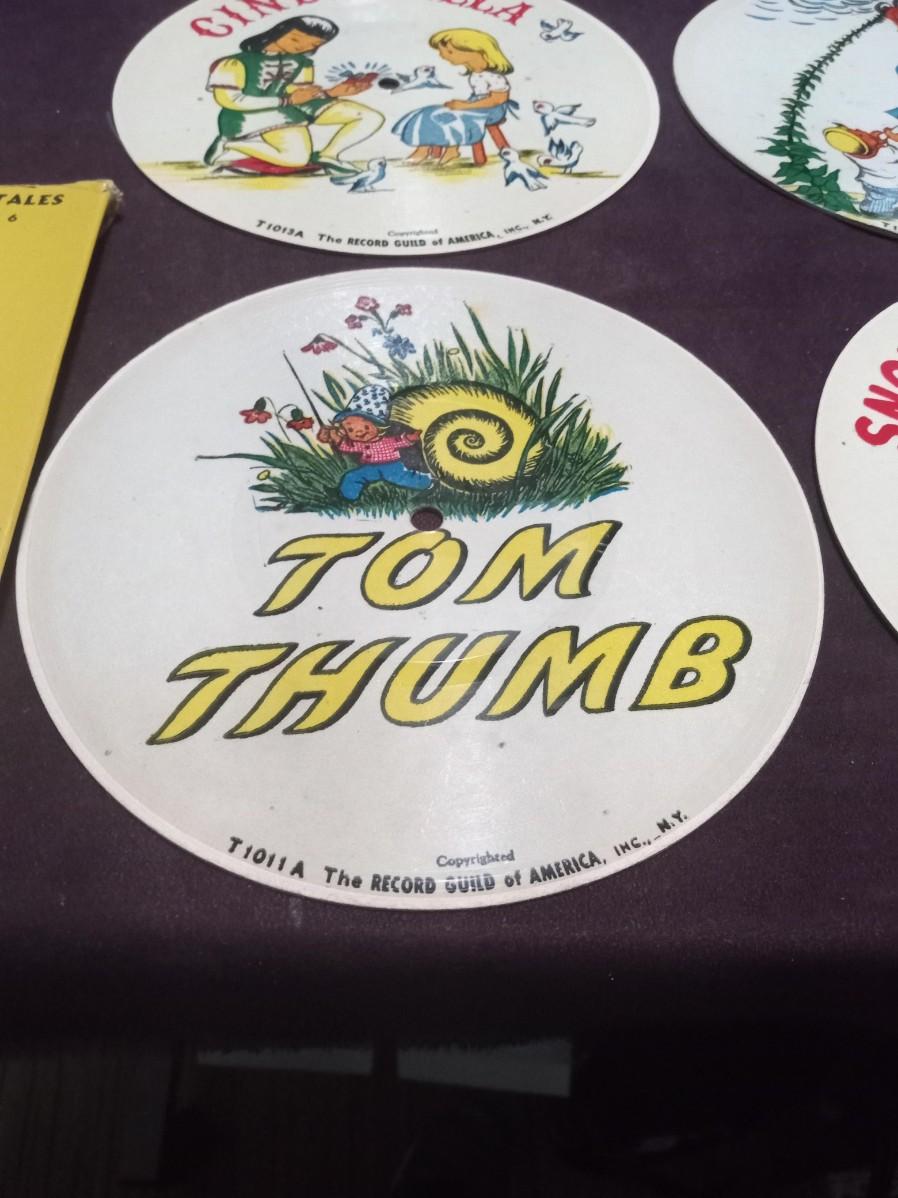 CINDERELLA
T1013A The RECORD GUILD of AMERICA, INC., N.Y.
Copyrighted
TALES
6
TOM
THUMB
Copyrighted
T1011A The RECORD GUILD of AMERICA, INC., N.Y.